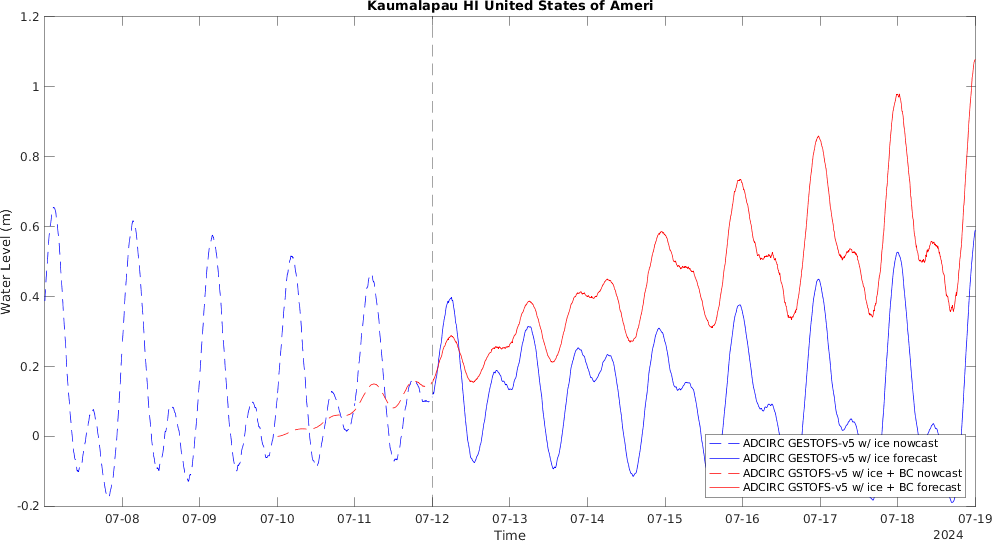 Kaumalapau HI United States of Ameri
Water Level (m)
1.2
1
0.8
0.6
0.4
0.2
0
-0.2
ADCIRC GESTOFS-v5 w/ ice nowcast
ADCIRC GESTOFS-v5 w/ ice forecast
ADCIRC GSTOFS-v5 w/ ice + BC nowcast
ADCIRC GSTOFS-v5 w/ ice + BC forecast
07-08 07-09 07-10 07-11 07-12 07-13 07-14 07-15 07-16 07-17 07-18 07-19
Time
2024